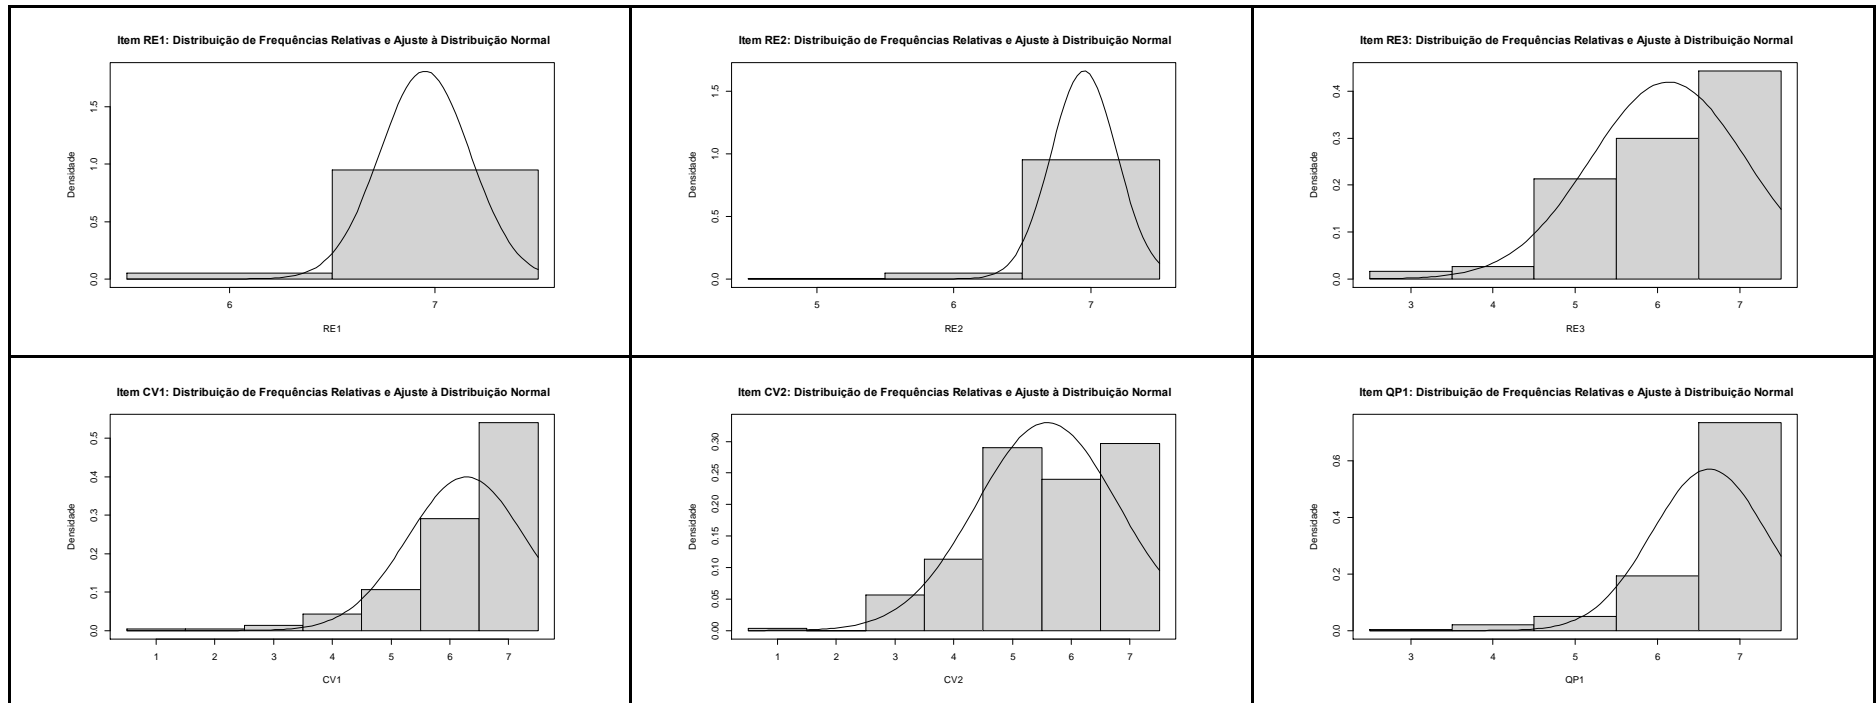 Item RE1: Distribuição de Frequências Relativas e Ajuste à Distribuição Normal
Densidade
1.5
1.0
0.5
0.0
6 7
RE1
Item RE2: Distribuição de Frequências Relativas e Ajuste à Distribuição Normal
Densidade
1.5
1.0
0.5
0.0
5 6 7
RE2
Item RE3: Distribuição de Frequências Relativas e Ajuste à Distribuição Normal
Densidade
0.4
0.3
0.2
0.1
0.0
3 4 5 6 7
RE3
Item CV1: Distribuição de Frequências Relativas e Ajuste à Distribuição Normal
Densidade
0.5
0.4
0.3
0.2
0.1
0.0
1 2 3 4 5 6 7
CV1
Item CV2: Distribuição de Frequências Relativas e Ajuste à Distribuição Normal
Densidade
0.30
0.25
0.20
0.15
0.10
0.05
0.00
1 2 3 4 5 6 7
CV2
Item QP1: Distribuição de Frequências Relativas e Ajuste à Distribuição Normal
Densidade
0.6
0.4
0.2
0.0
3 4 5 6 7
QP1